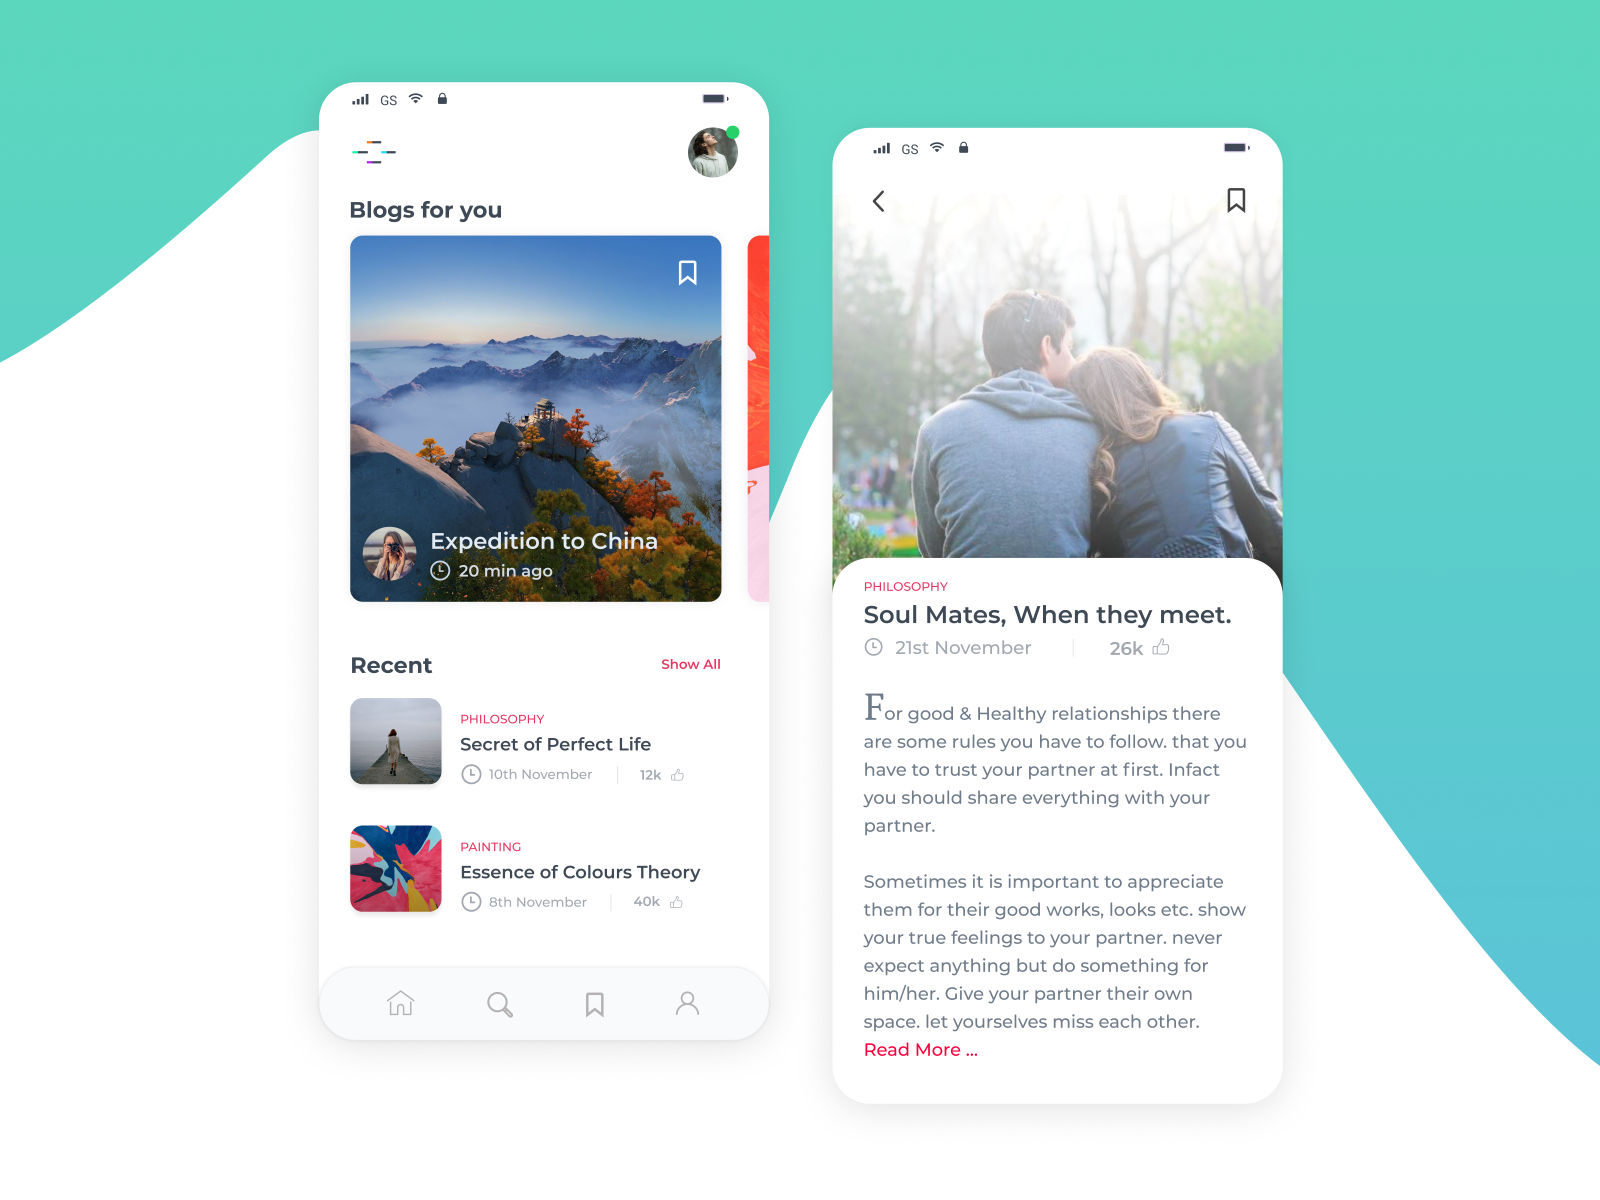 GS
Blogs for you
Expedition to China
20 min ago
Recent
Show All
PHILOSOPHY
Secret of Perfect Life
10th November
12k
PAINTING
Essence of Colours Theory
8th November
40k
GS
PHILOSOPHY
Soul Mates, When they meet.
21st November
26k
For good & Healthy relationships there
are some rules you have to follow. that you
have to trust your partner at first. Infact
you should share everything with your
partner.
Sometimes it is important to appreciate
them for their good works, looks etc. show
your true feelings to your partner. never
expect anything but do something for
him/her. Give your partner their own
space. let yourselves miss each other.
Read More ...